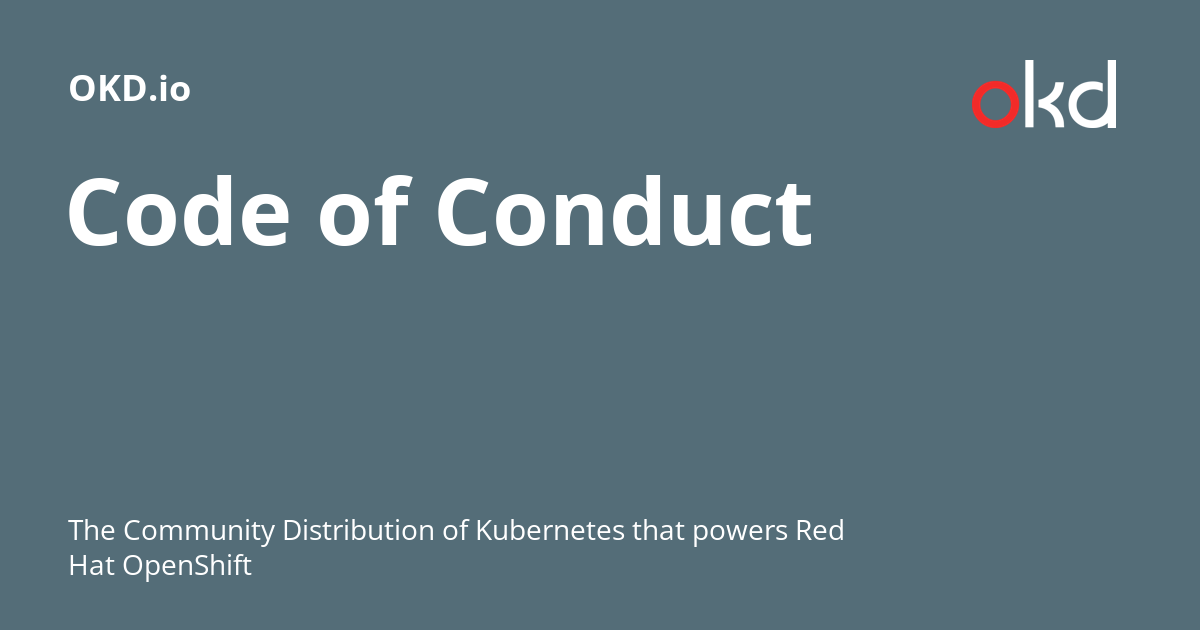 OKD.io
okd
Code of Conduct
The Community Distribution of Kubernetes that powers Red
Hat OpenShift